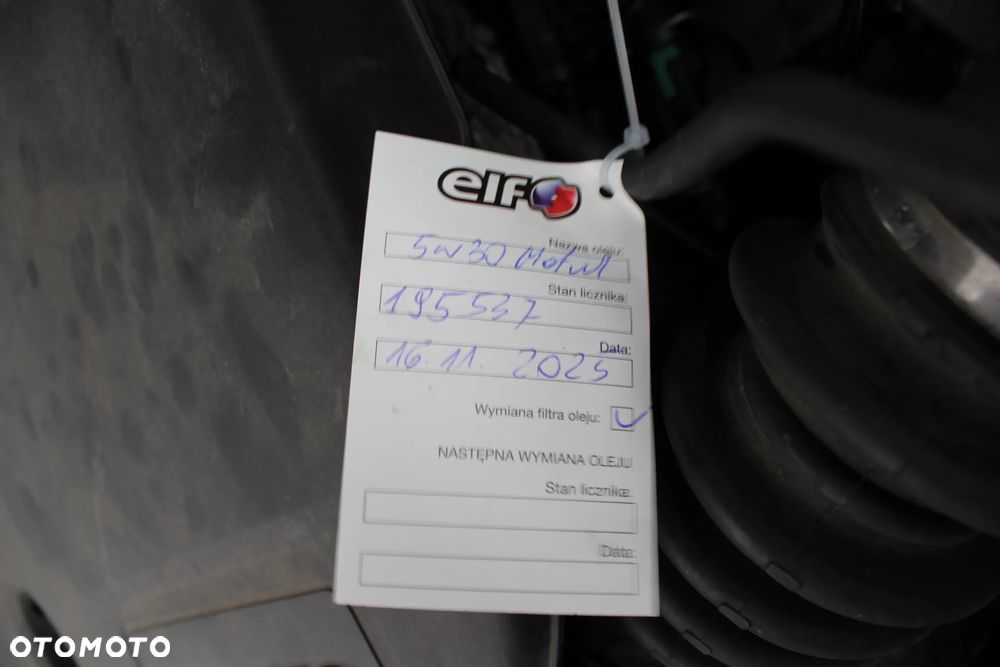 elf
Nazwa oleju:
5w30 Motul
Stan licznika:
195537
Data:
16.11.2025
Wymiana filtra oleju:
NASTĘPNA WYMIANA OLEJU
Stan licznika:
Data:
OTOMOTO